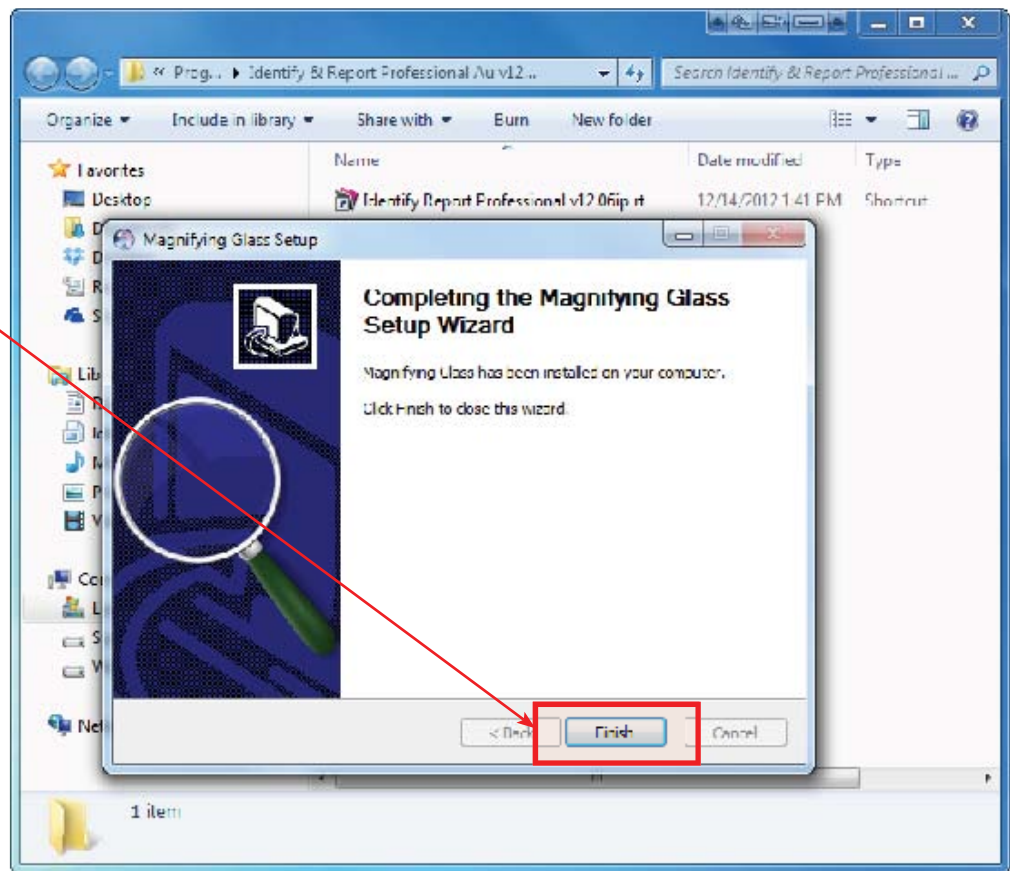 « Prog... ▸ Identify & Report Professional Au v12 ...
Search Identify & Report Professional ...
Organize Include in library Share with Burn New folder
Name Date modified Type
Favorites
Desktop
Identify Report Professional 12/14/2012 1:41 PM Shortcut
Magnifying Glass Setup
Completing the Magnifying Glass
Setup Wizard
Magnifying Glass has been installed on your computer.
Click Finish to close this wizard.
Lib
Net
< Back Finish Cancel
1 item